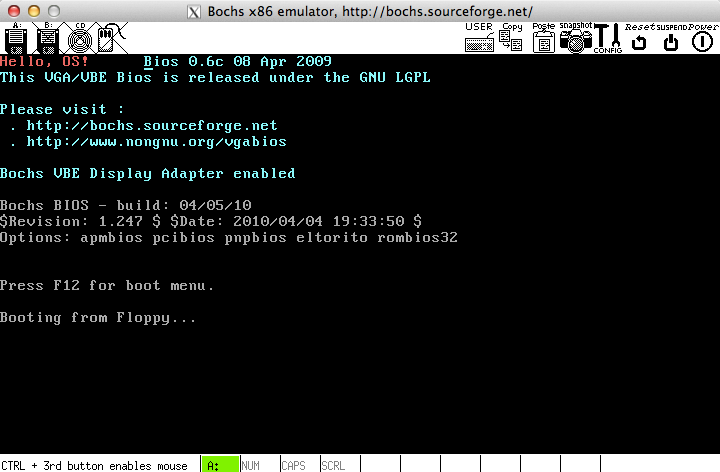 Bochs x86 emulator, http://bochs.sourceforge.net/
A: B: CD USER Copy Paste snapshot CONFIG Reset SUSPEND Power
Hello, OS! Bios 0.6c 08 Apr 2009
This VGA/VBE Bios is released under the GNU LGPL
Please visit :
. http://bochs.sourceforge.net
. http://www.nongnu.org/vgabios
Bochs VBE Display Adapter enabled
Bochs BIOS - build: 04/05/10
$Revision: 1.247 $ $Date: 2010/04/04 19:33:50 $
Options: apmbios pcibios pnpbios eltorito rombios32
Press F12 for boot menu.
Booting from Floppy...
CTRL + 3rd button enables mouse A: NUM CAPS SCRL